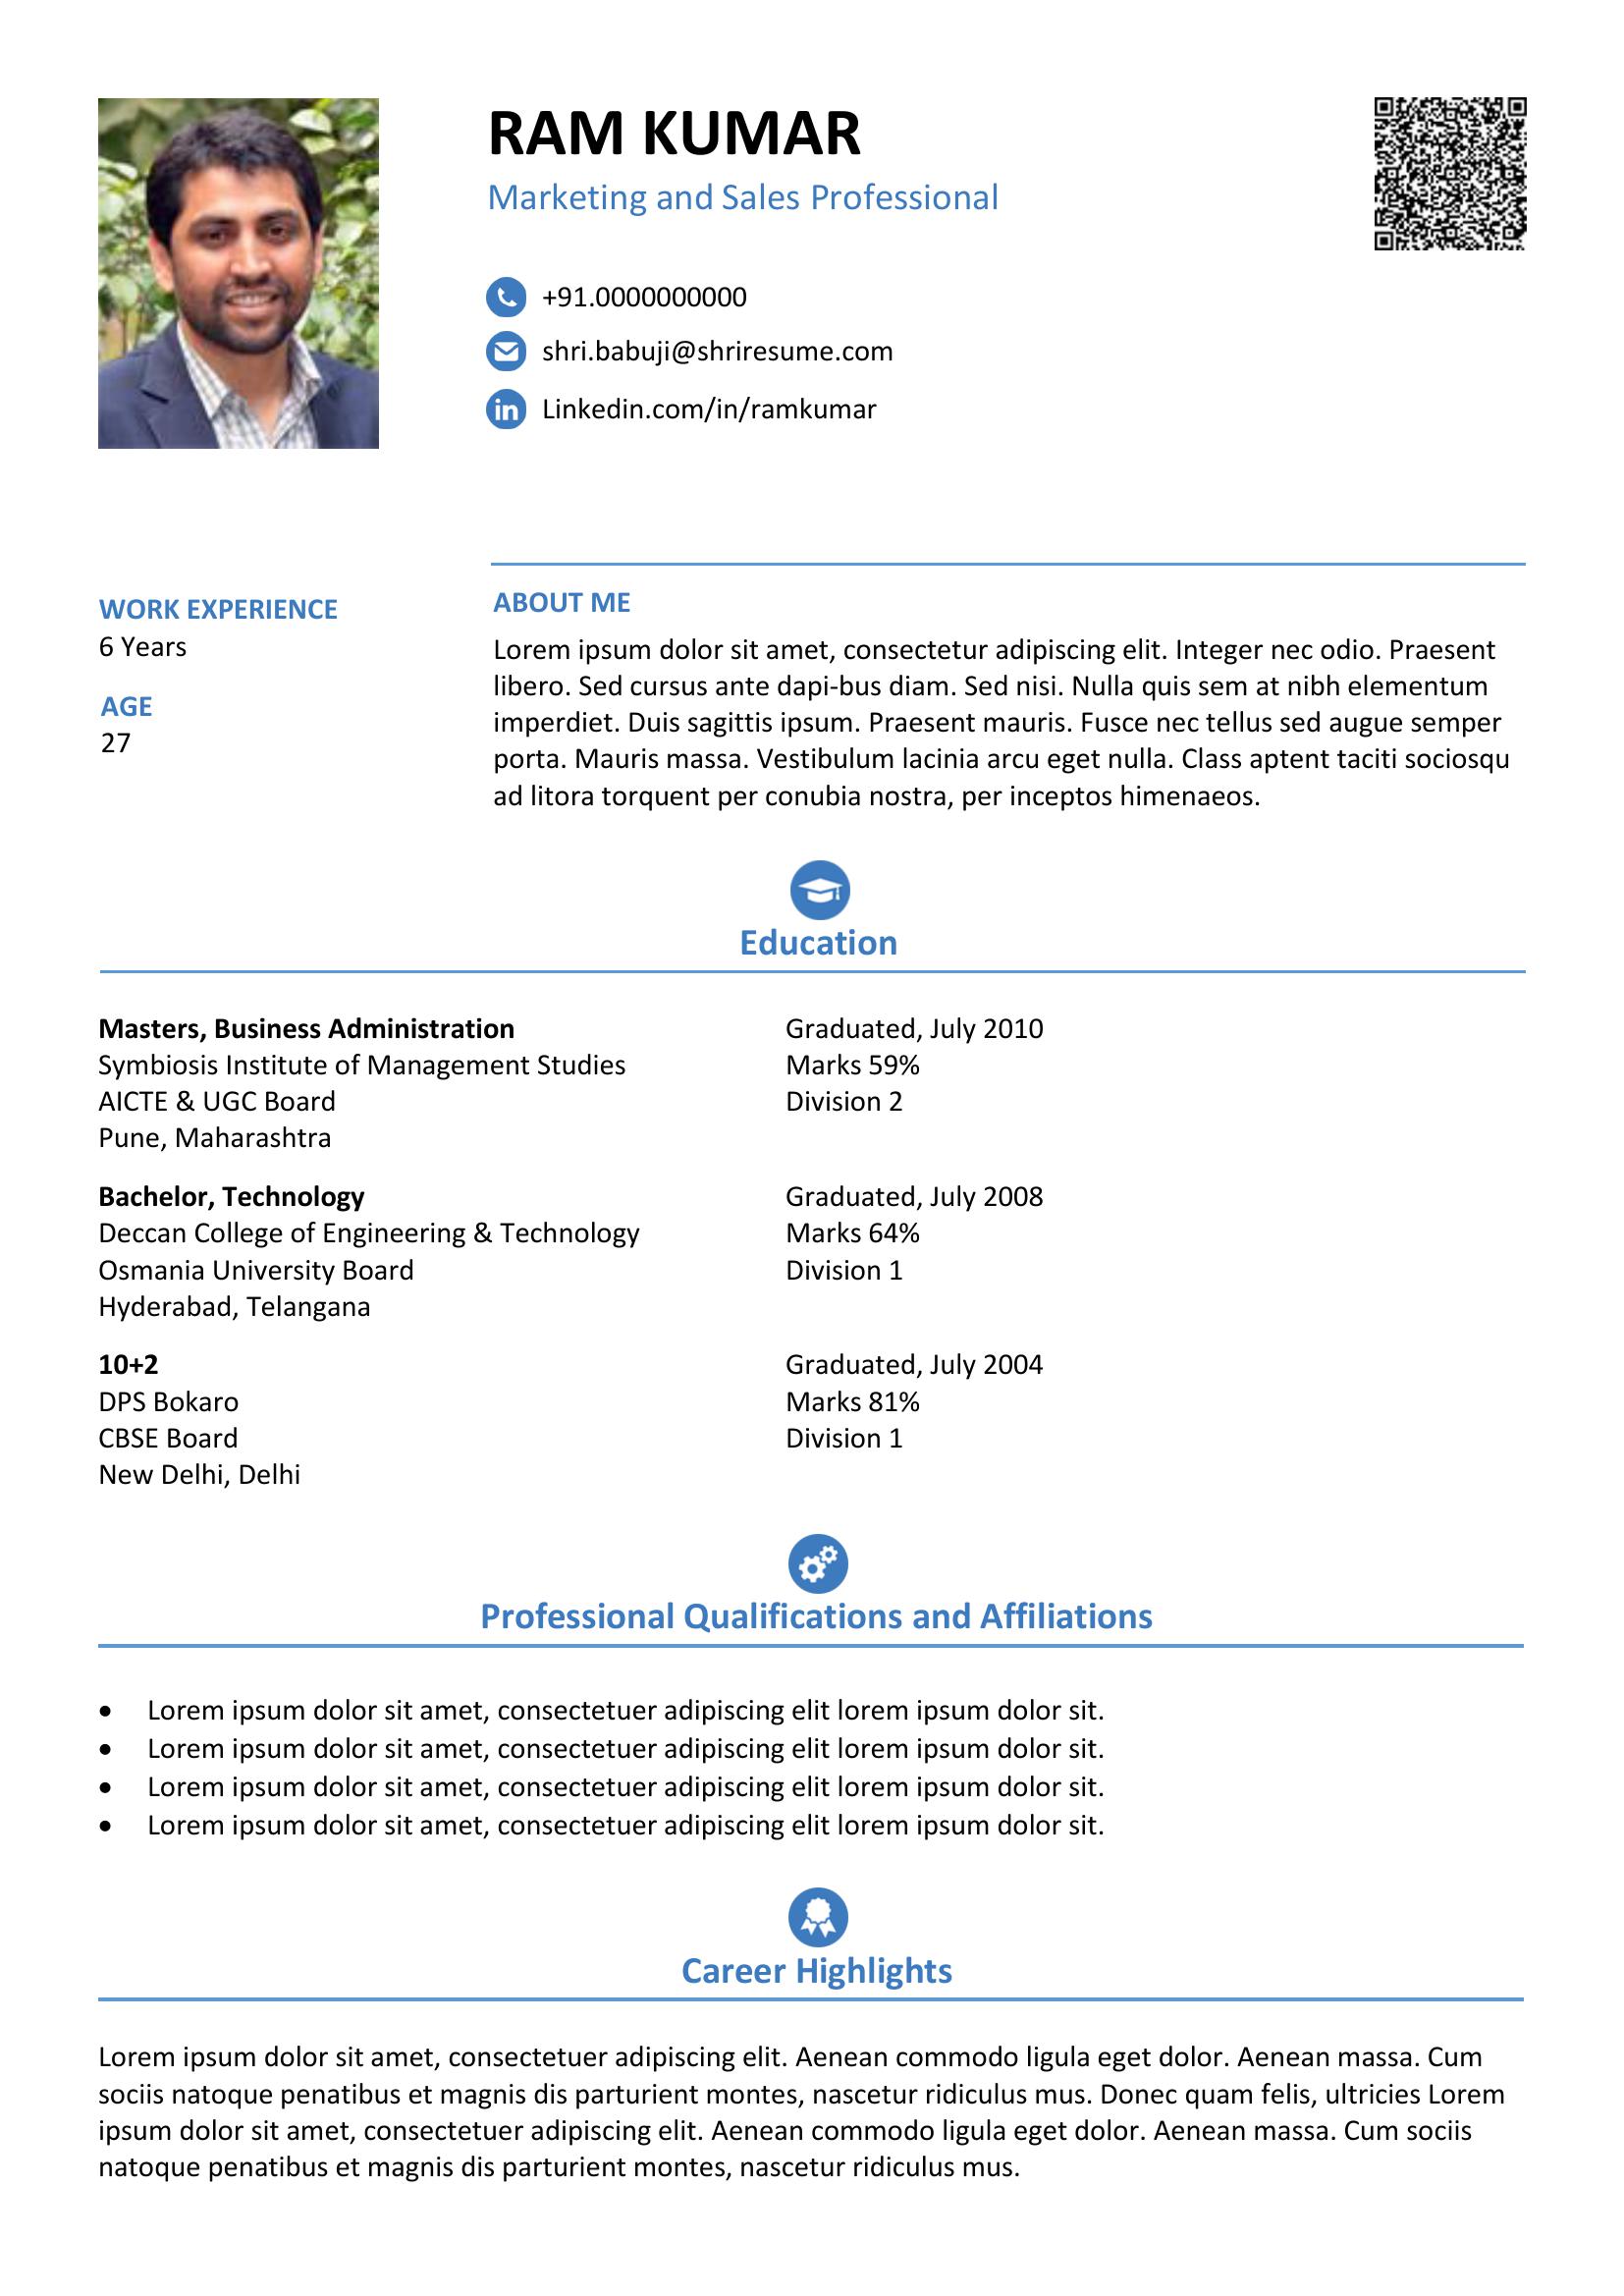 RAM KUMAR
Marketing and Sales Professional
+91.0000000000
shri.babuji@shriresume.com
Linkedin.com/in/ramkumar
WORK EXPERIENCE
6 Years
AGE
27
ABOUT ME
Lorem ipsum dolor sit amet, consectetur adipiscing elit. Integer nec odio. Praesent
libero. Sed cursus ante dapi-bus diam. Sed nisi. Nulla quis sem at nibh elementum
imperdiet. Duis sagittis ipsum. Praesent mauris. Fusce nec tellus sed augue semper
porta. Mauris massa. Vestibulum lacinia arcu eget nulla. Class aptent taciti sociosqu
ad litora torquent per conubia nostra, per inceptos himenaeos.
Education
Masters, Business Administration
Symbiosis Institute of Management Studies
AICTE & UGC Board
Pune, Maharashtra
Graduated, July 2010
Marks 59%
Division 2
Bachelor, Technology
Deccan College of Engineering & Technology
Osmania University Board
Hyderabad, Telangana
Graduated, July 2008
Marks 64%
Division 1
10+2
DPS Bokaro
CBSE Board
New Delhi, Delhi
Graduated, July 2004
Marks 81%
Division 1
Professional Qualifications and Affiliations
• Lorem ipsum dolor sit amet, consectetuer adipiscing elit lorem ipsum dolor sit.
• Lorem ipsum dolor sit amet, consectetuer adipiscing elit lorem ipsum dolor sit.
• Lorem ipsum dolor sit amet, consectetuer adipiscing elit lorem ipsum dolor sit.
• Lorem ipsum dolor sit amet, consectetuer adipiscing elit lorem ipsum dolor sit.
Career Highlights
Lorem ipsum dolor sit amet, consectetuer adipiscing elit. Aenean commodo ligula eget dolor. Aenean massa. Cum
sociis natoque penatibus et magnis dis parturient montes, nascetur ridiculus mus. Donec quam felis, ultricies Lorem
ipsum dolor sit amet, consectetuer adipiscing elit. Aenean commodo ligula eget dolor. Aenean massa. Cum sociis
natoque penatibus et magnis dis parturient montes, nascetur ridiculus mus.